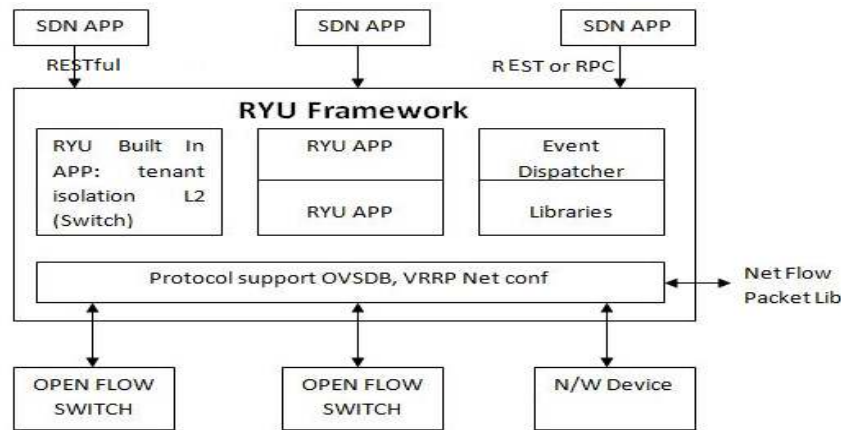 SDN APP
SDN APP
SDN APP
RESTful
REST or RPC
RYU Framework
RYU Built In
APP: tenant
isolation L2
(Switch)
RYU APP
RYU APP
Event
Dispatcher
Libraries
Protocol support OVSDB, VRRP Net conf
Net Flow
Packet Lib
OPEN FLOW
SWITCH
OPEN FLOW
SWITCH
N/W Device